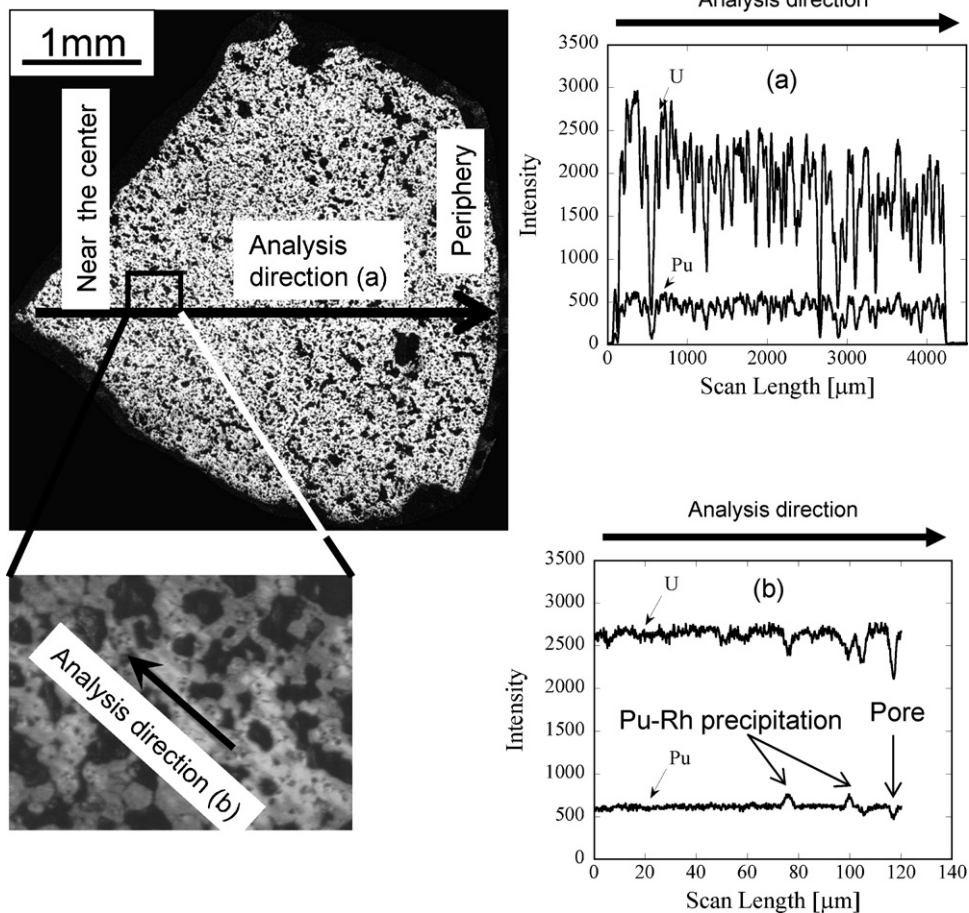 1mm
Near the center
Analysis
direction (a)
Periphery
Analysis direction (b)
Analysis direction
(a)
U
Pu
Intensity
3500
3000
2500
2000
1500
1000
500
0
0 1000 2000 3000 4000
Scan Length [μm]
Analysis direction
(b)
U
Pu-Rh precipitation
Pore
Pu
Intensity
3500
3000
2500
2000
1500
1000
500
0
0 20 40 60 80 100 120 140
Scan Length [μm]